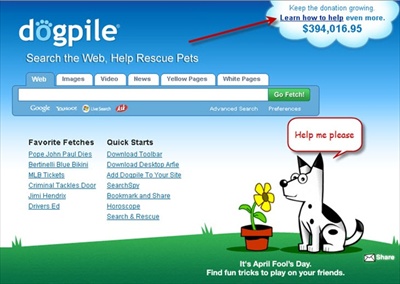 dogpile®
Keep the donation growing.
Learn how to help even more.
$394,016.95
Search the Web, Help Rescue Pets
Web Images Video News Yellow Pages White Pages
Go Fetch!
Google Yahoo! Live Search Ask Advanced Search Preferences
Favorite Fetches
Pope John Paul Dies
Bertinelli Blue Bikini
MLB Tickets
Criminal Tackles Door
Jimi Hendrix
Drivers Ed
Quick Starts
Download Toolbar
Download Desktop Arfie
Add Dogpile To Your Site
SearchSpy
Bookmark and Share
Horoscope
Search & Rescue
Help me please
Share
It's April Fool's Day.
Find fun tricks to play on your friends.